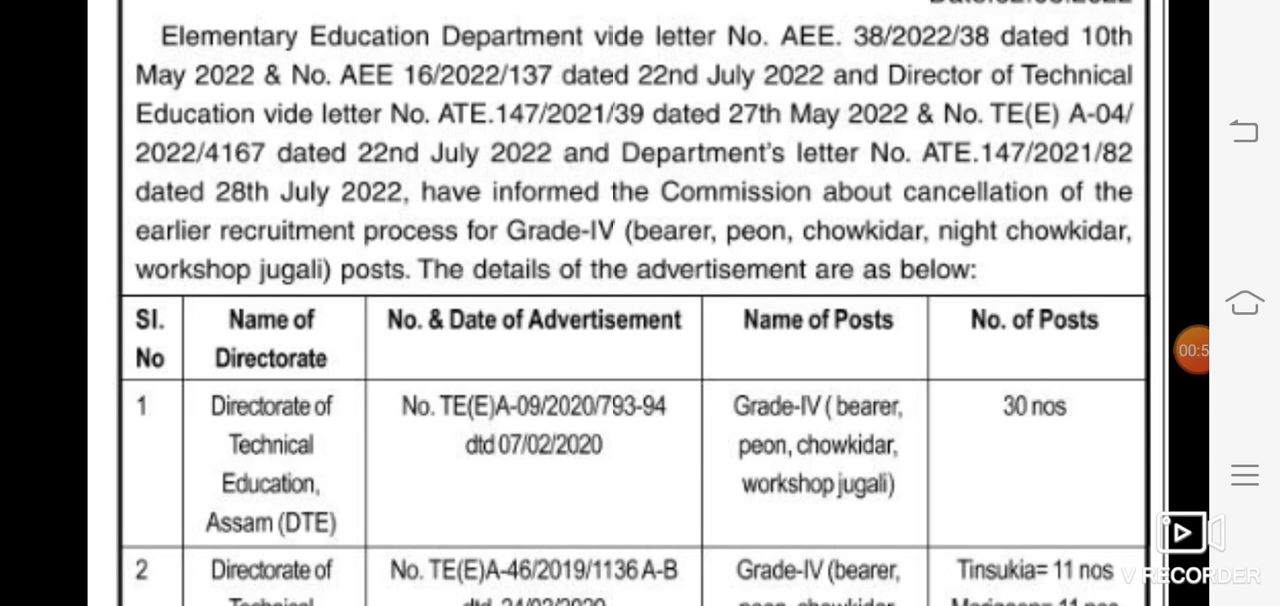 Elementary Education Department vide letter No. AEE. 38/2022/38 dated 10th
May 2022 & No. AEE 16/2022/137 dated 22nd July 2022 and Director of Technical
Education vide letter No. ATE.147/2021/39 dated 27th May 2022 & No. TE(E) A-04/
2022/4167 dated 22nd July 2022 and Department's letter No. ATE.147/2021/82
dated 28th July 2022, have informed the Commission about cancellation of the
earlier recruitment process for Grade-IV (bearer, peon, chowkidar, night chowkidar,
workshop jugali) posts. The details of the advertisement are as below:
Sl. Name of No. & Date of Advertisement Name of Posts No. of Posts
No Directorate
1 Directorate of No. TE(E)A-09/2020/793-94 Grade-IV ( bearer, 30 nos
Technical dtd 07/02/2020 peon, chowkidar,
Education, workshop jugali)
Assam (DTE)
2 Directorate of No. TE(E)A-46/2019/1136 A-B Grade-IV (bearer, Tinsukia= 11 nos
00:5
V RECORDER